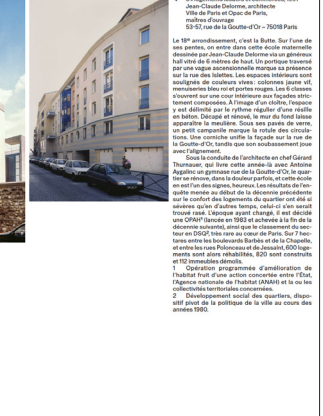 Jean-Claude Delorme, architecte
Ville de Paris et Opac de Paris,
maîtres d'ouvrage
53-57, rue de la Goutte-d'Or – 75018 Paris
Le 18e arrondissement, c'est la Butte. Sur l'une de
ses pentes, on entre dans cette école maternelle
dessinée par Jean-Claude Delorme via un généreux
hall vitré de 6 mètres de haut. Un portique traversé
par une vague ascensionnelle marque sa présence
sur la rue des Islettes. Les espaces intérieurs sont
soulignés de couleurs vives : colonnes jaune vif,
menuiseries bleu roi et portes rouges. Les 6 classes
s'ouvrent sur une cour intérieure aux façades stric-
tement composées. À l'image d'un cloître, l'espace
y est délimité par le rythme régulier d'une résille
en béton. Décapé et rénové, le mur du fond laisse
apparaître la meulière. Sous ses pavés de verre,
un petit campanile marque la rotule des circula-
tions. Une corniche unifie la façade sur la rue de
la Goutte-d'Or, tandis que son soubassement joue
avec l'alignement.
Sous la conduite de l'architecte en chef Gérard
Thurnauer, qui livre cette année-là avec Antoine
Aygalinc un gymnase rue de la Goutte-d'Or, le quar-
tier se rénove, dans la douleur parfois, et cette école
en est l'un des signes, heureux. Les résultats de l'en-
quête menée au début de la décennie précédente
sur le confort des logements du quartier ont été si
sévères qu'en d'autres temps, celui-ci s'en serait
trouvé rasé. L'époque ayant changé, il est décidé
une OPAH1 (lancée en 1983 et achevée à la fin de la
décennie suivante), ainsi que le classement du sec-
teur en DSQ2, très rare au cœur de Paris. Sur 7 hec-
tares entre les boulevards Barbès et de la Chapelle,
et entre les rues Polonceau et de Jessaint, 600 loge-
ments sont alors réhabilités, 820 sont construits
et 112 immeubles démolis.
1 Opération programmée d'amélioration de
l'habitat fruit d'une action concertée entre l'État,
l'Agence nationale de l'habitat (ANAH) et la ou les
collectivités territoriales concernées.
2 Développement social des quartiers, dispo-
sitif pivot de la politique de la ville au cours des
années 1980.